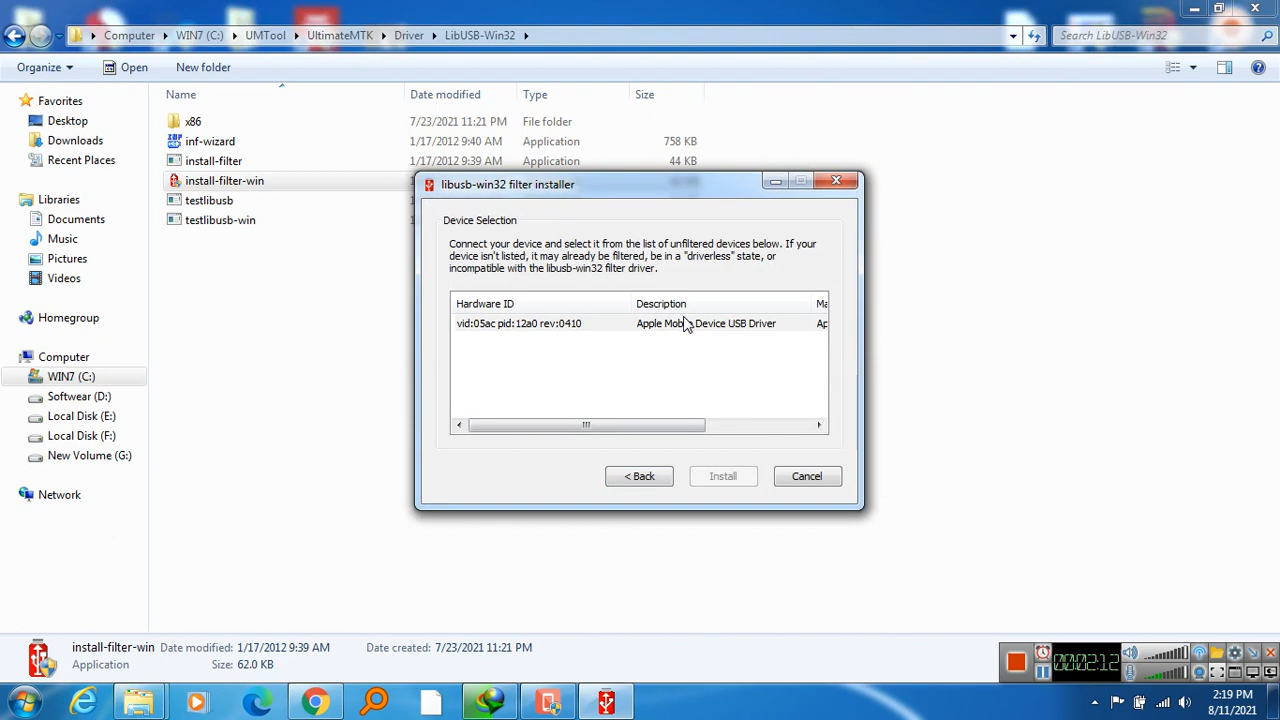 Computer
WIN7 (C:)
UMTool
UltimateMTK
Driver
LibUSB-Win32
Search LibUSB-Win32
Organize
Open
New folder
Name
Date modified
Type
Size
Favorites
Desktop
Downloads
Recent Places
Libraries
Documents
Music
Pictures
Videos
Homegroup
Computer
WIN7 (C:)
Softwear (D:)
Local Disk (E:)
Local Disk (F:)
New Volume (G:)
Network
x86
7/23/2021 11:21 PM
File folder
inf-wizard
1/17/2012 9:40 AM
Application
758 KB
install-filter
1/17/2012 9:39 AM
Application
44 KB
install-filter-win
testlibusb
testlibusb-win
libusb-win32 filter installer
Device Selection
Connect your device and select it from the list of unfiltered devices below. If your
device isn't listed, it may already be filtered, be in a "driverless" state, or
incompatible with the libusb-win32 filter driver.
Hardware ID
Description
Ma
vid:05ac pid:12a0 rev:0410
Apple Mobile Device USB Driver
Ap
< Back
Install
Cancel
install-filter-win
Date modified: 1/17/2012 9:39 AM
Date created: 7/23/2021 11:21 PM
Application
Size: 62.0 KB
00:02:12
2:19 PM
8/11/2021